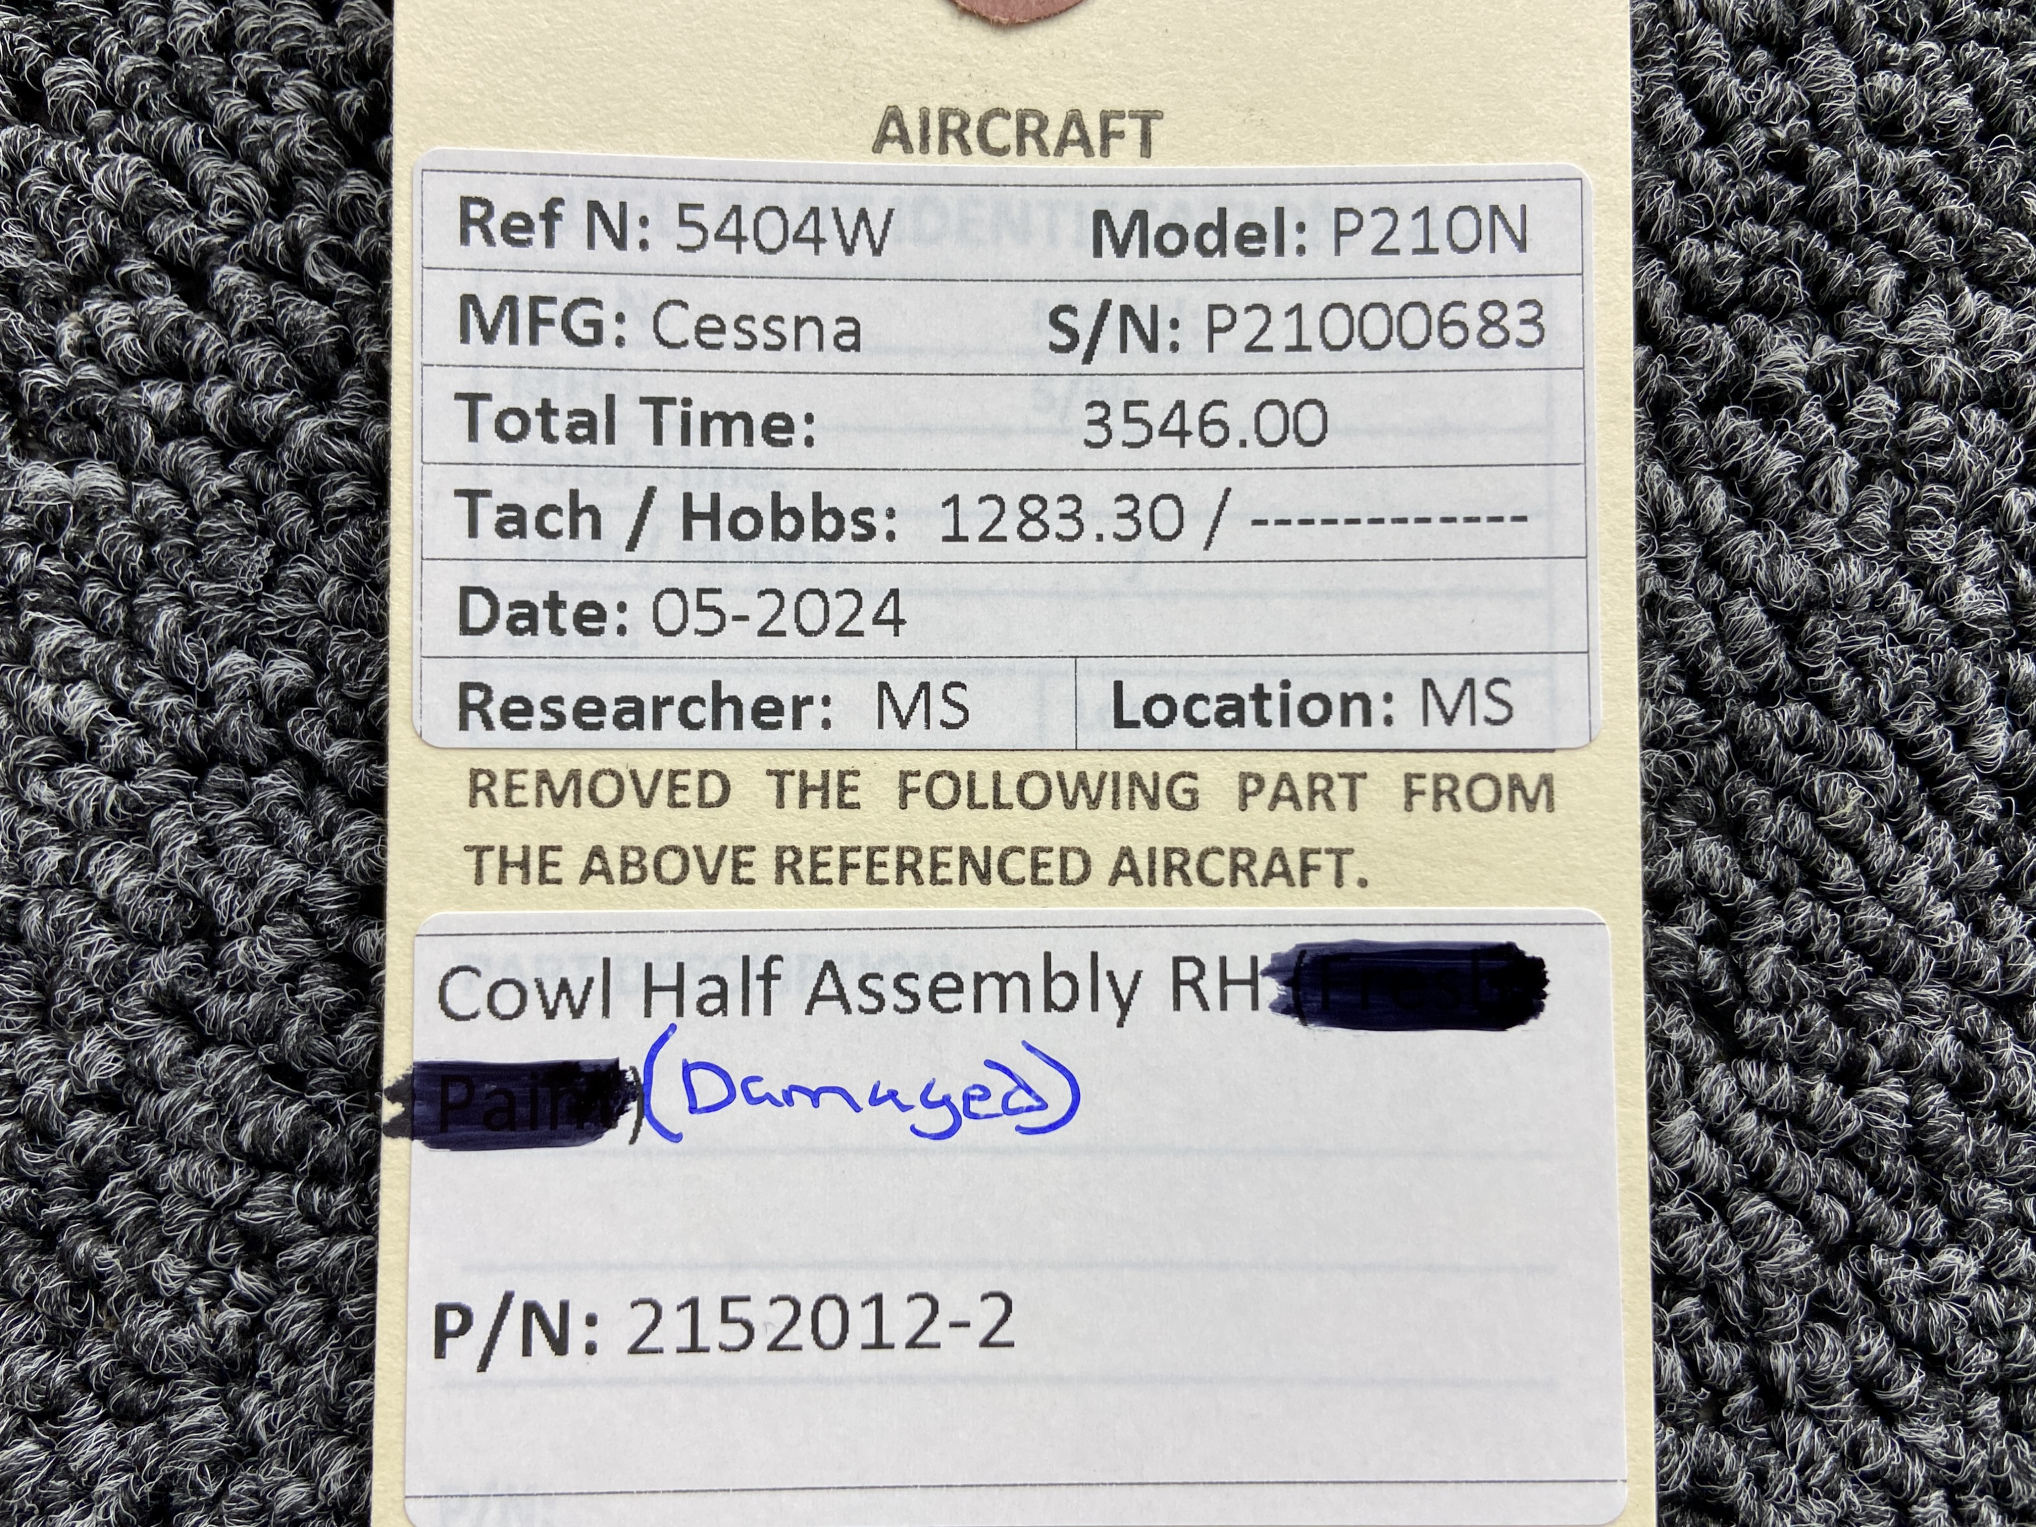 AIRCRAFT
Ref N: 5404W Model: P210N
MFG: Cessna S/N: P21000683
Total Time: 3546.00
Tach / Hobbs: 1283.30 / ------------
Date: 05-2024
Researcher: MS Location: MS
REMOVED THE FOLLOWING PART FROM
THE ABOVE REFERENCED AIRCRAFT.
Cowl Half Assembly RH
(Damaged)
P/N: 2152012-2